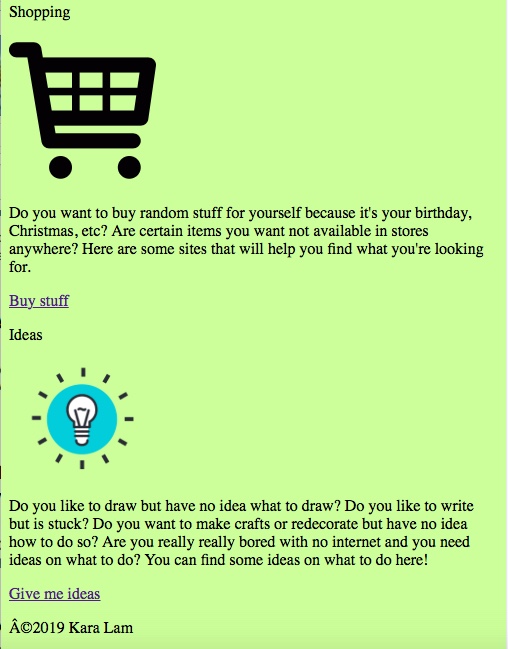 Shopping
Do you want to buy random stuff for yourself because it's your birthday,
Christmas, etc? Are certain items you want not available in stores
anywhere? Here are some sites that will help you find what you're looking
for.
Buy stuff
Ideas
Do you like to draw but have no idea what to draw? Do you like to write
but is stuck? Do you want to make crafts or redecorate but have no idea
how to do so? Are you really really bored with no internet and you need
ideas on what to do? You can find some ideas on what to do here!
Give me ideas
Â©2019 Kara Lam